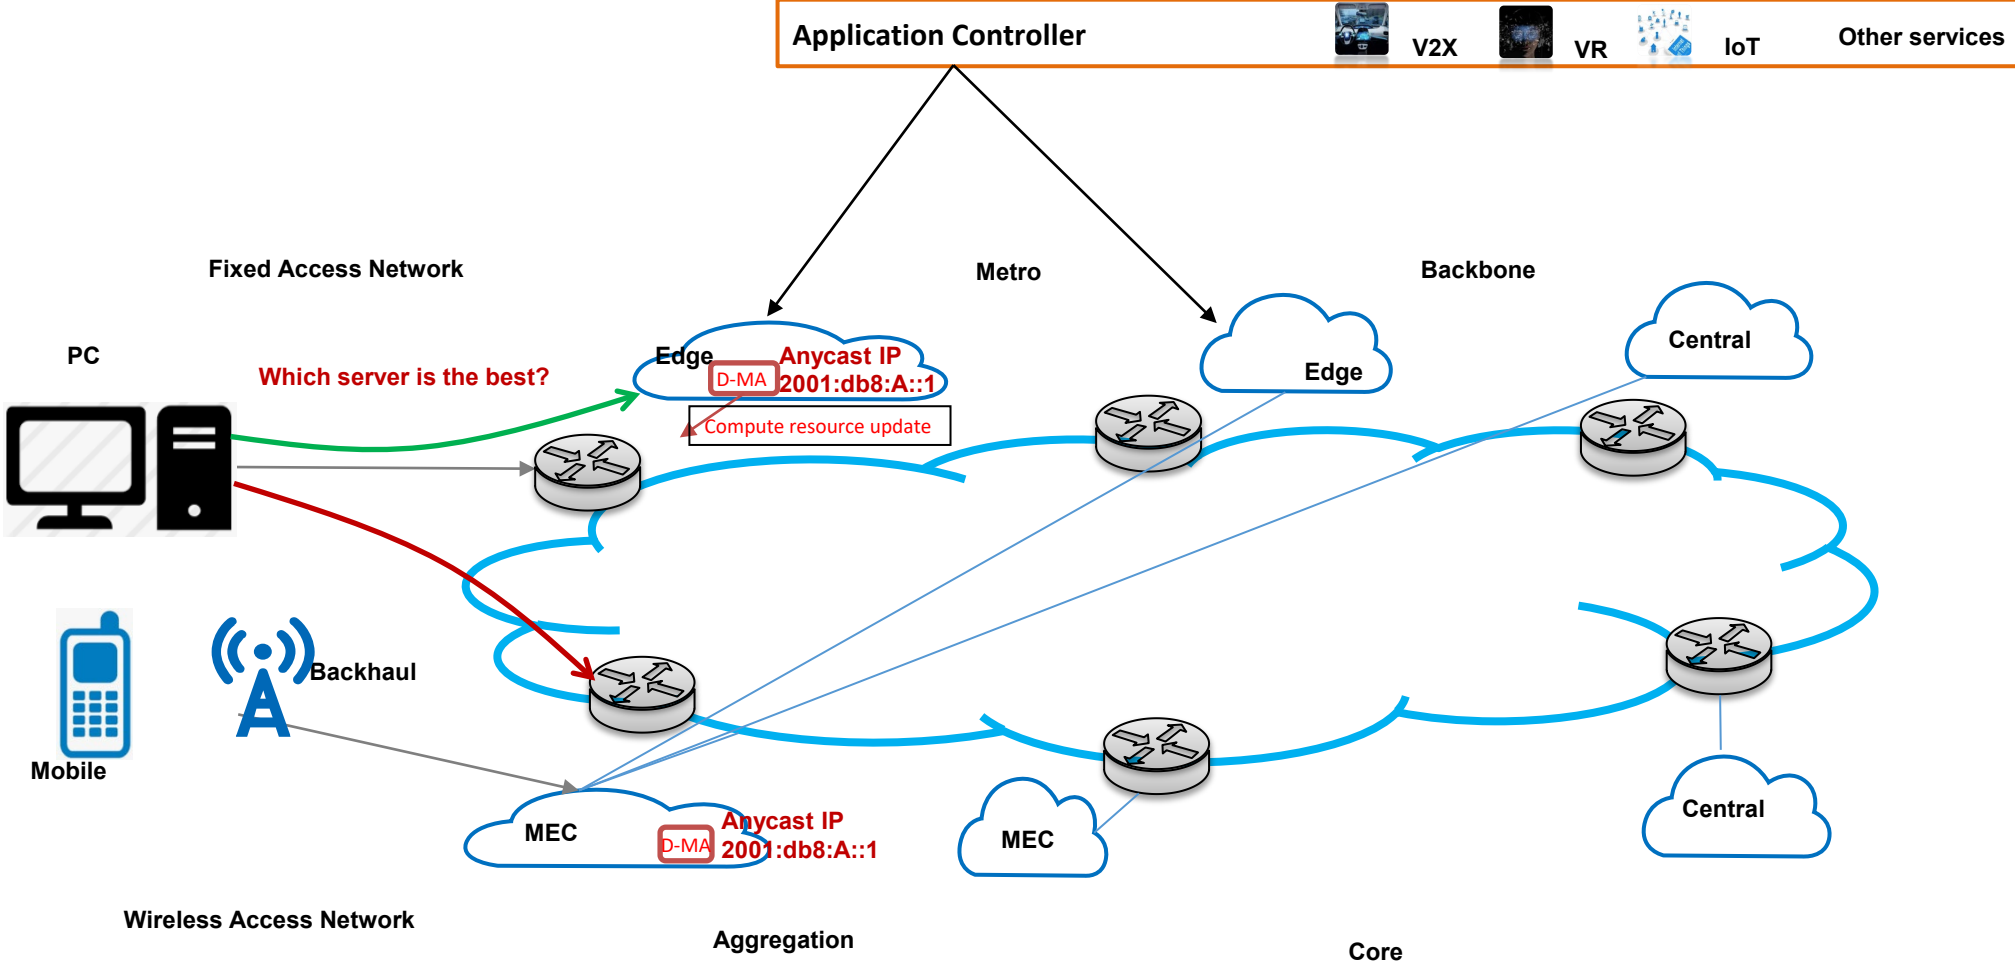 Application Controller
V2X
VR
IoT
Other services
Fixed Access Network
Metro
Backbone
PC
Which server is the best?
Edge
D-MA
Anycast IP
2001:db8:A::1
Compute resource update
Edge
Central
Backhaul
Mobile
MEC
D-MA
Anycast IP
2001:db8:A::1
MEC
Central
Wireless Access Network
Aggregation
Core